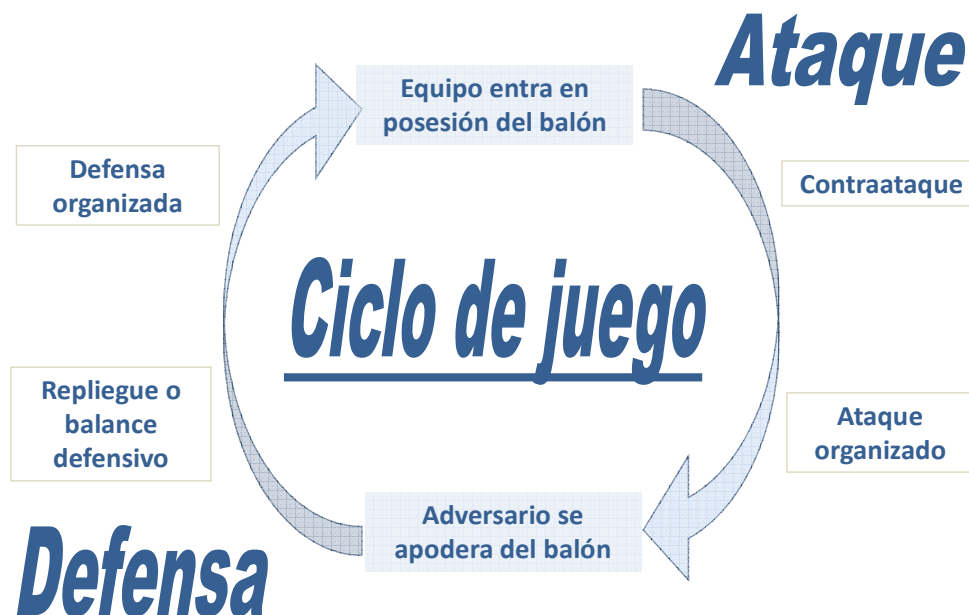 Ataque
Equipo entra en
posesión del balón
Defensa
organizada
Contraataque
Ciclo de juego
Repliegue o
balance
defensivo
Ataque
organizado
Adversario se
apodera del balón
Defensa